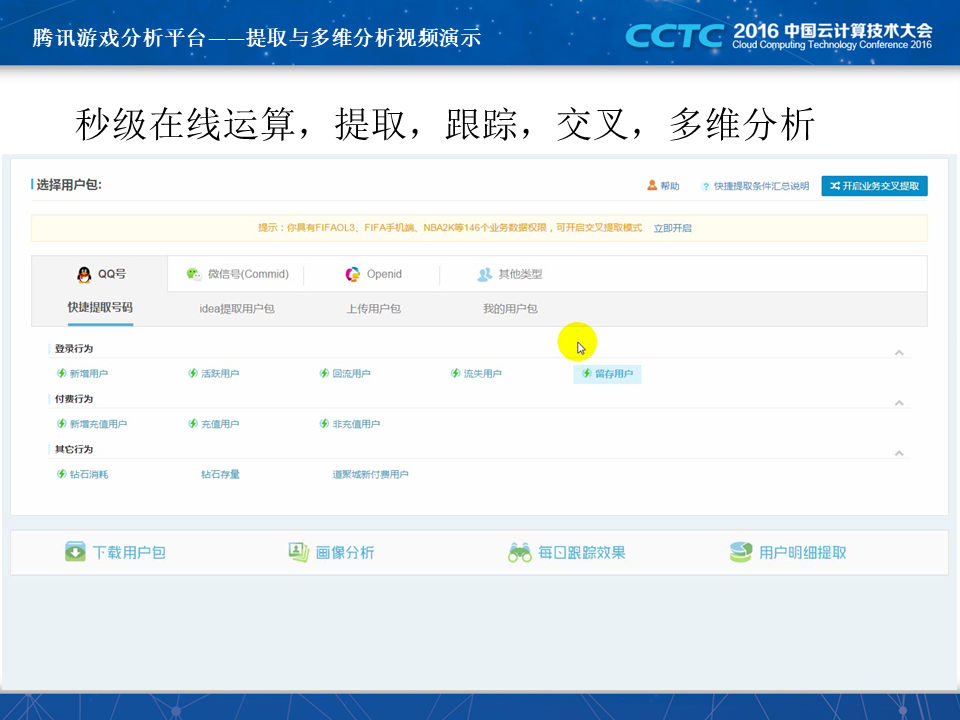 腾讯游戏分析平台——提取与多维分析视频演示
CCTC 2016 中国云计算技术大会
Cloud Computing Technology Conference 2016
秒级在线运算，提取，跟踪，交叉，多维分析
选择用户包:
帮助
? 快捷提取条件汇总说明
开启业务交叉提取
提示：你具有FIFAOL3、FIFA手机端、NBA2K等146个业务数据权限，可开启交叉提取模式 立即开启
QQ号 微信号(Commid) Openid 其他类型
快捷提取号码 idea提取用户包 上传用户包 我的用户包
登录行为
新增用户 活跃用户 回流用户 流失用户 留存用户
付费行为
新增充值用户 充值用户 非充值用户
其它行为
钻石消耗 钻石存量 道聚城新付费用户
下载用户包 画像分析 每日跟踪效果 用户明细提取